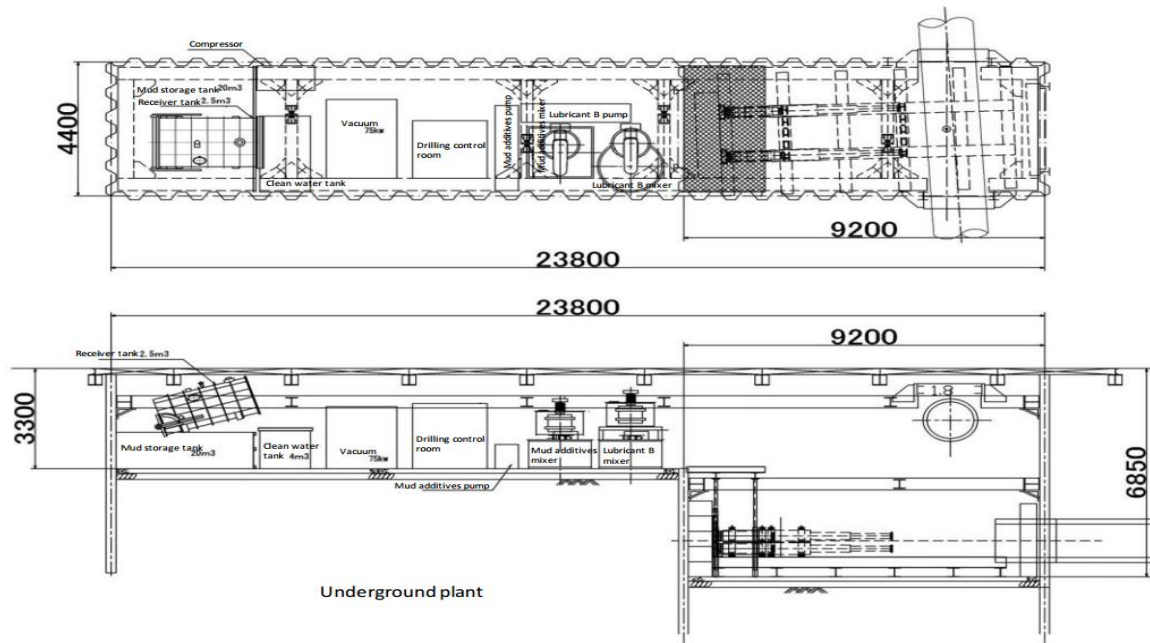 Compressor
Mud storage tank 20m3
Receiver tank 2.5m3
Vacuum
75kw
Drilling control
room
Mud additives pump
Mud additives mixer
Lubricant B pump
Clean water tank
Lubricant B mixer
4400
9200
23800
23800
9200
Receiver tank 2.5m3
1.8
3300
Mud storage tank
20m3
Clean water
tank 4m3
Vacuum
75kw
Drilling control
room
Mud additives
mixer
Lubricant B
mixer
Mud additives pump
6850
Underground plant